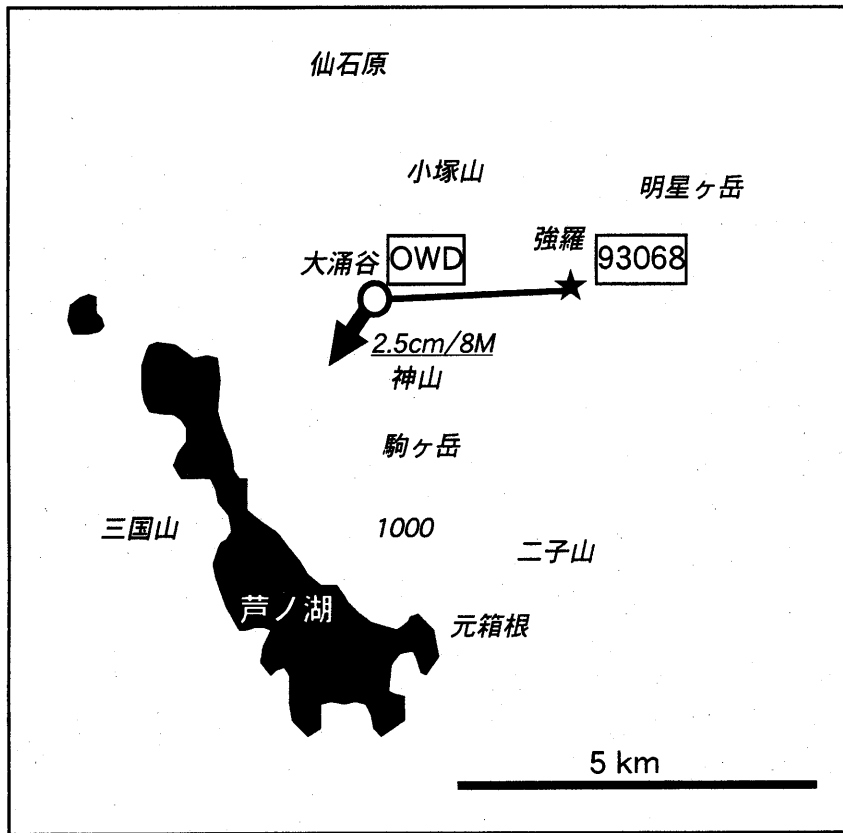 仙石原
小塚山
明星ヶ岳
強羅
93068
大涌谷
OWD
2.5cm/8M
神山
駒ヶ岳
三国山
1000
二子山
芦ノ湖
元箱根
5 km